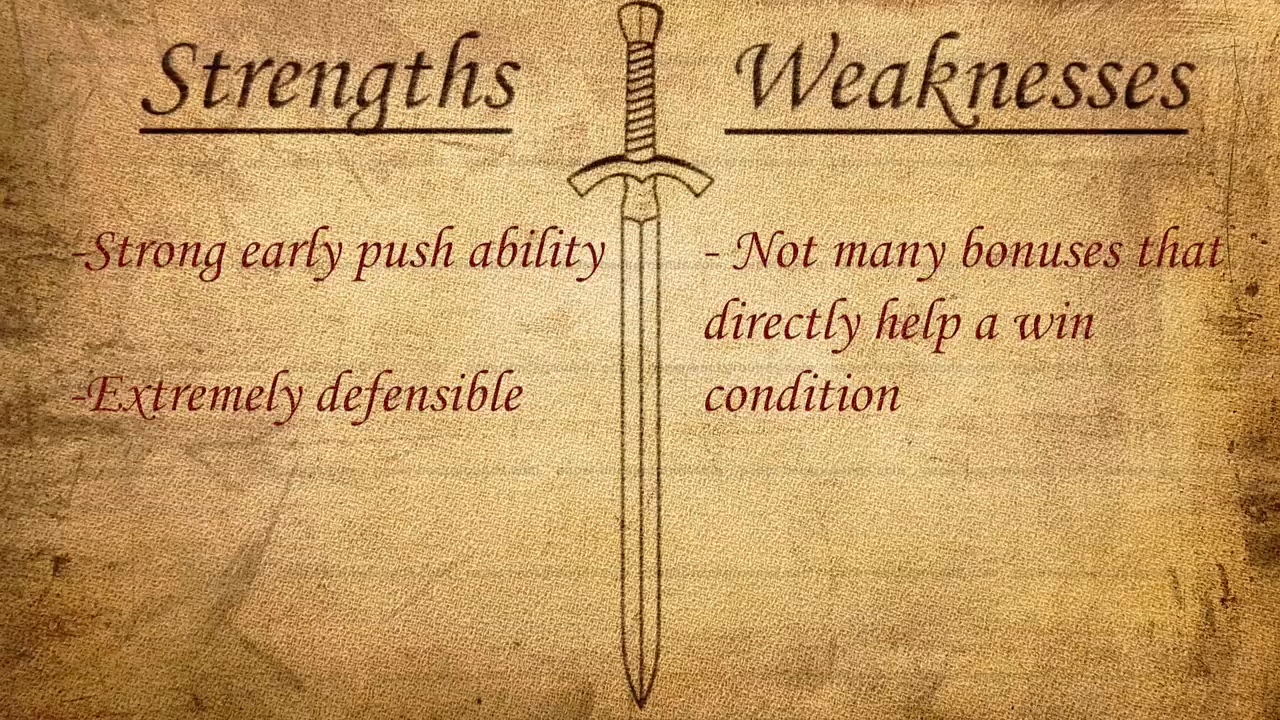 Strengths
-Strong early push ability
-Extremely defensible
Weaknesses
- Not many bonuses that
directly help a win
condition